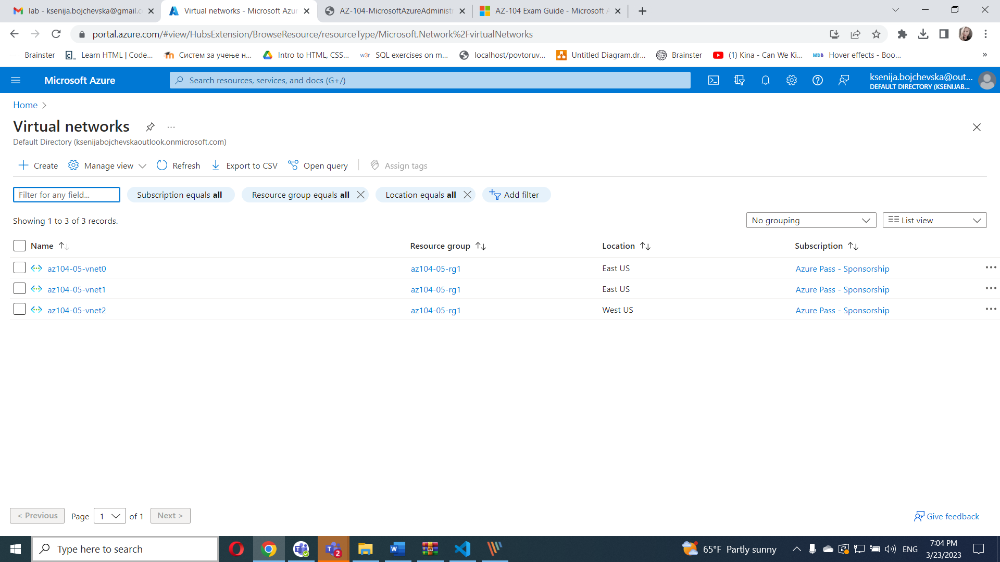 lab - ksenija.bojchevska@gmail.c
Virtual networks - Microsoft Azur
AZ-104-MicrosoftAzureAdministr
AZ-104 Exam Guide - Microsoft A
portal.azure.com/#view/HubsExtension/BrowseResource/resourceType/Microsoft.Network%2FvirtualNetworks
Brainster
Learn HTML | Code...
Систем за учење н...
Intro to HTML, CSS...
w3r SQL exercises on m...
localhost/povtoruv...
Untitled Diagram.dr...
Brainster
(1) Kina - Can We Ki...
MDB Hover effects - Boo...
»
Microsoft Azure
Search resources, services, and docs (G+/)
ksenija.bojchevska@out...
DEFAULT DIRECTORY (KSENIJAB...
Home
Virtual networks
Default Directory (ksenijabojchevskaoutlook.onmicrosoft.com)
Create
Manage view
Refresh
Export to CSV
Open query
Assign tags
Filter for any field...
Subscription equals all
Resource group equals all
Location equals all
Add filter
Showing 1 to 3 of 3 records.
No grouping
List view
Name
Resource group
Location
Subscription
az104-05-vnet0 az104-05-rg1 East US Azure Pass - Sponsorship
az104-05-vnet1 az104-05-rg1 East US Azure Pass - Sponsorship
az104-05-vnet2 az104-05-rg1 West US Azure Pass - Sponsorship
< Previous Page 1 of 1 Next >
Give feedback
Type here to search
2
65°F Partly sunny
ENG
7:04 PM
3/23/2023